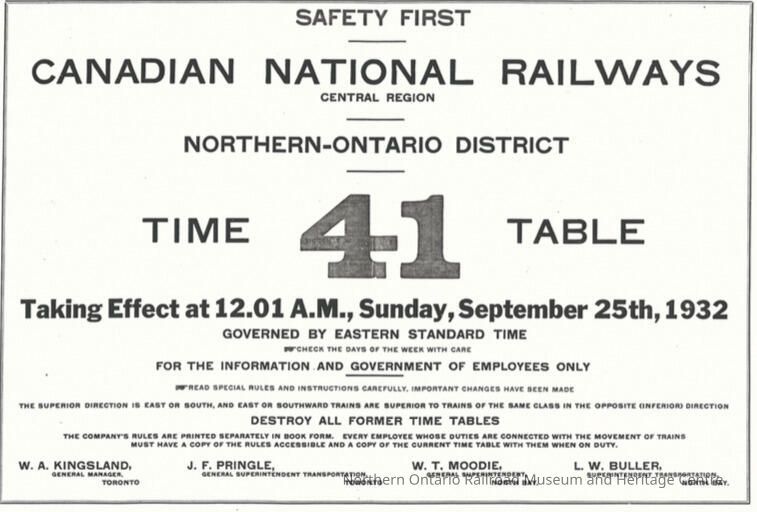 SAFETY FIRST
CANADIAN NATIONAL RAILWAYS
CENTRAL REGION
NORTHERN-ONTARIO DISTRICT
TIME 41 TABLE
Taking Effect at 12.01 A.M., Sunday, September 25th, 1932
GOVERNED BY EASTERN STANDARD TIME
☞CHECK THE DAYS OF THE WEEK WITH CARE
FOR THE INFORMATION AND GOVERNMENT OF EMPLOYEES ONLY
☞READ SPECIAL RULES AND INSTRUCTIONS CAREFULLY, IMPORTANT CHANGES HAVE BEEN MADE
THE SUPERIOR DIRECTION IS EAST OR SOUTH, AND EAST OR SOUTHWARD TRAINS ARE SUPERIOR TO TRAINS OF THE SAME CLASS IN THE OPPOSITE (INFERIOR) DIRECTION
DESTROY ALL FORMER TIME TABLES
THE COMPANY'S RULES ARE PRINTED SEPARATELY IN BOOK FORM. EVERY EMPLOYEE WHOSE DUTIES ARE CONNECTED WITH THE MOVEMENT OF TRAINS
MUST HAVE A COPY OF THE RULES ACCESSIBLE AND A COPY OF THE CURRENT TIME TABLE WITH THEM WHEN ON DUTY.
W. A. KINGSLAND, J. F. PRINGLE, W. T. MOODIE, L. W. BULLER,
GENERAL MANAGER, GENERAL SUPERINTENDENT TRANSPORTATION, GENERAL SUPERINTENDENT, SUPERINTENDENT TRANSPORTATION,
TORONTO TORONTO NORTH BAY. NORTH BAY.
Northern Ontario Railroad Museum and Heritage Centre